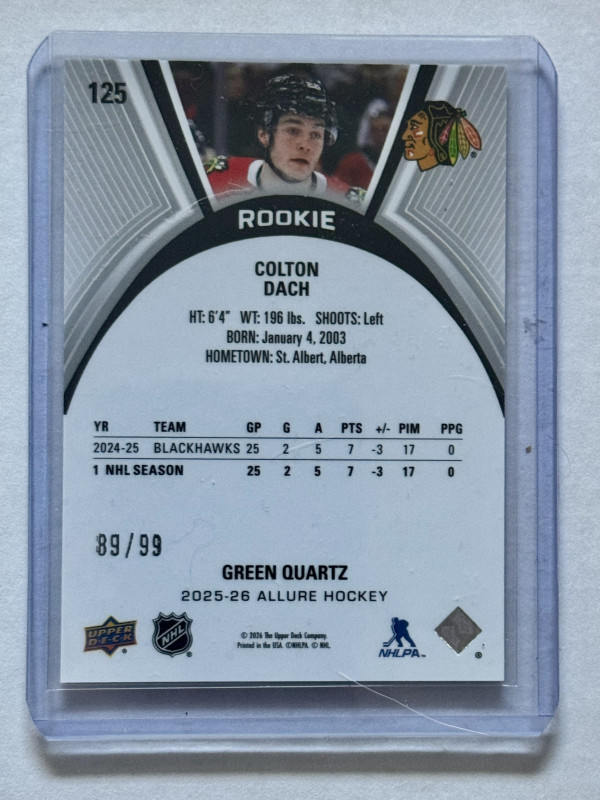 125
ROOKIE
COLTON
DACH
HT: 6'4" WT: 196 lbs. SHOOTS: Left
BORN: January 4, 2003
HOMETOWN: St. Albert, Alberta
YR TEAM GP G A PTS +/- PIM PPG
2024-25 BLACKHAWKS 25 2 5 7 -3 17 0
1 NHL SEASON 25 2 5 7 -3 17 0
89/99
GREEN QUARTZ
2025-26 ALLURE HOCKEY
UPPER DECK ® NHL ® © 2026 The Upper Deck Company. NHLPA™ ®
Printed in the USA. ©NHLPA. © NHL.